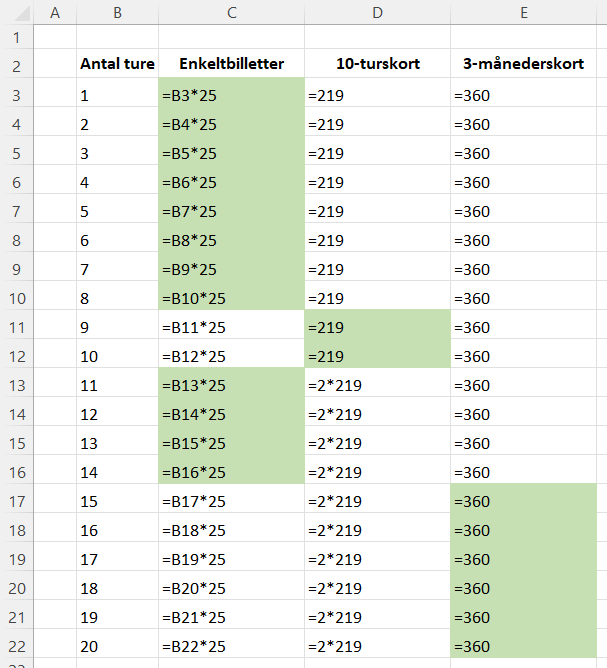 A B C D E
1
2 Antal ture Enkeltbilletter 10-turskort 3-månederskort
3 1 =B3*25 =219 =360
4 2 =B4*25 =219 =360
5 3 =B5*25 =219 =360
6 4 =B6*25 =219 =360
7 5 =B7*25 =219 =360
8 6 =B8*25 =219 =360
9 7 =B9*25 =219 =360
10 8 =B10*25 =219 =360
11 9 =B11*25 =219 =360
12 10 =B12*25 =219 =360
13 11 =B13*25 =2*219 =360
14 12 =B14*25 =2*219 =360
15 13 =B15*25 =2*219 =360
16 14 =B16*25 =2*219 =360
17 15 =B17*25 =2*219 =360
18 16 =B18*25 =2*219 =360
19 17 =B19*25 =2*219 =360
20 18 =B20*25 =2*219 =360
21 19 =B21*25 =2*219 =360
22 20 =B22*25 =2*219 =360